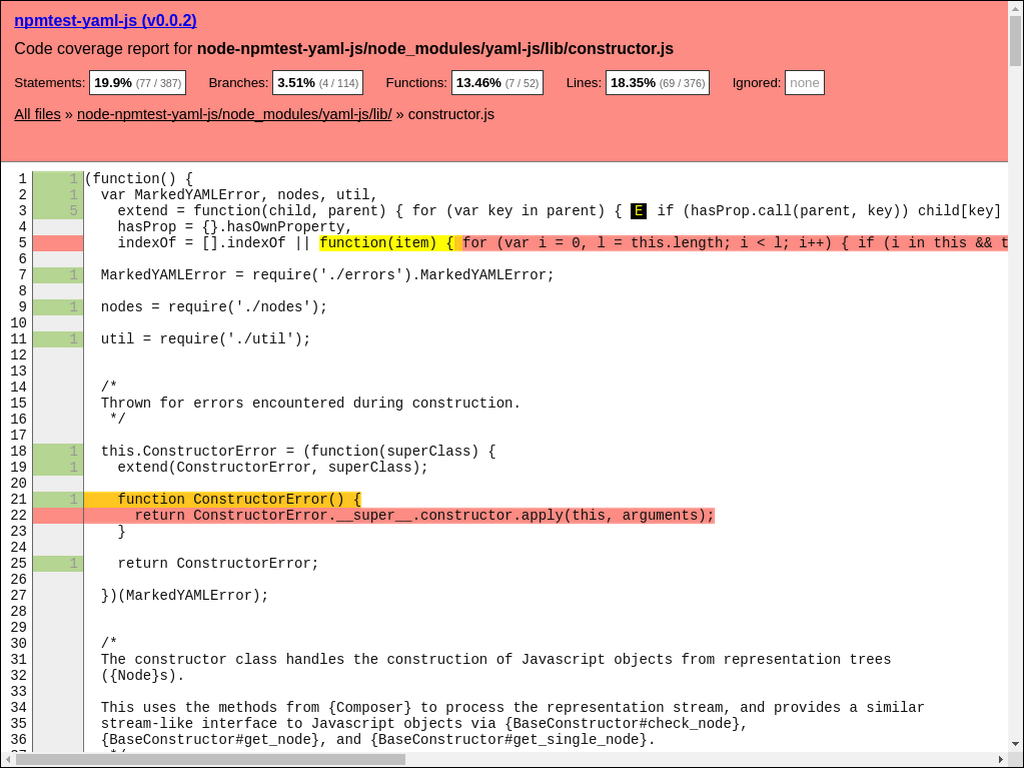 npmtest-yaml-js (v0.0.2)
Code coverage report for node-npmtest-yaml-js/node_modules/yaml-js/lib/constructor.js
Statements: 19.9% (77 / 387) Branches: 3.51% (4 / 114) Functions: 13.46% (7 / 52) Lines: 18.35% (69 / 376) Ignored: none
All files » node-npmtest-yaml-js/node_modules/yaml-js/lib/ » constructor.js
1 1 (function() {
2 1 var MarkedYAMLError, nodes, util,
3 5 extend = function(child, parent) { for (var key in parent) { E if (hasProp.call(parent, key)) child[key]
4 hasProp = {}.hasOwnProperty,
5 indexOf = [].indexOf || function(item) { for (var i = 0, l = this.length; i < l; i++) { if (i in this && t
6
7 1 MarkedYAMLError = require('./errors').MarkedYAMLError;
8
9 1 nodes = require('./nodes');
10
11 1 util = require('./util');
12
13
14 /*
15 Thrown for errors encountered during construction.
16 */
17
18 1 this.ConstructorError = (function(superClass) {
19 1 extend(ConstructorError, superClass);
20
21 1 function ConstructorError() {
22 return ConstructorError.__super__.constructor.apply(this, arguments);
23 }
24
25 1 return ConstructorError;
26
27 })(MarkedYAMLError);
28
29
30 /*
31 The constructor class handles the construction of Javascript objects from representation trees
32 ({Node}s).
33
34 This uses the methods from {Composer} to process the representation stream, and provides a similar
35 stream-like interface to Javascript objects via {BaseConstructor#check_node},
36 {BaseConstructor#get_node}, and {BaseConstructor#get_single_node}.
37 */